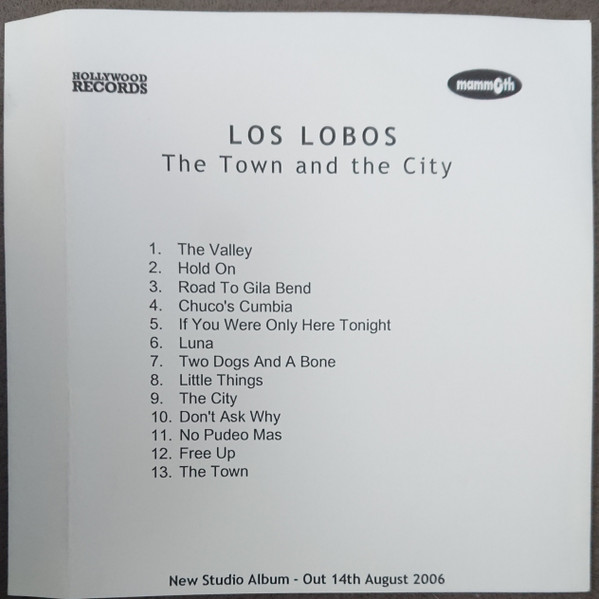 HOLLYWOOD
RECORDS
mammoth
LOS LOBOS
The Town and the City
1. The Valley
2. Hold On
3. Road To Gila Bend
4. Chuco's Cumbia
5. If You Were Only Here Tonight
6. Luna
7. Two Dogs And A Bone
8. Little Things
9. The City
10. Don't Ask Why
11. No Pudeo Mas
12. Free Up
13. The Town
New Studio Album - Out 14th August 2006